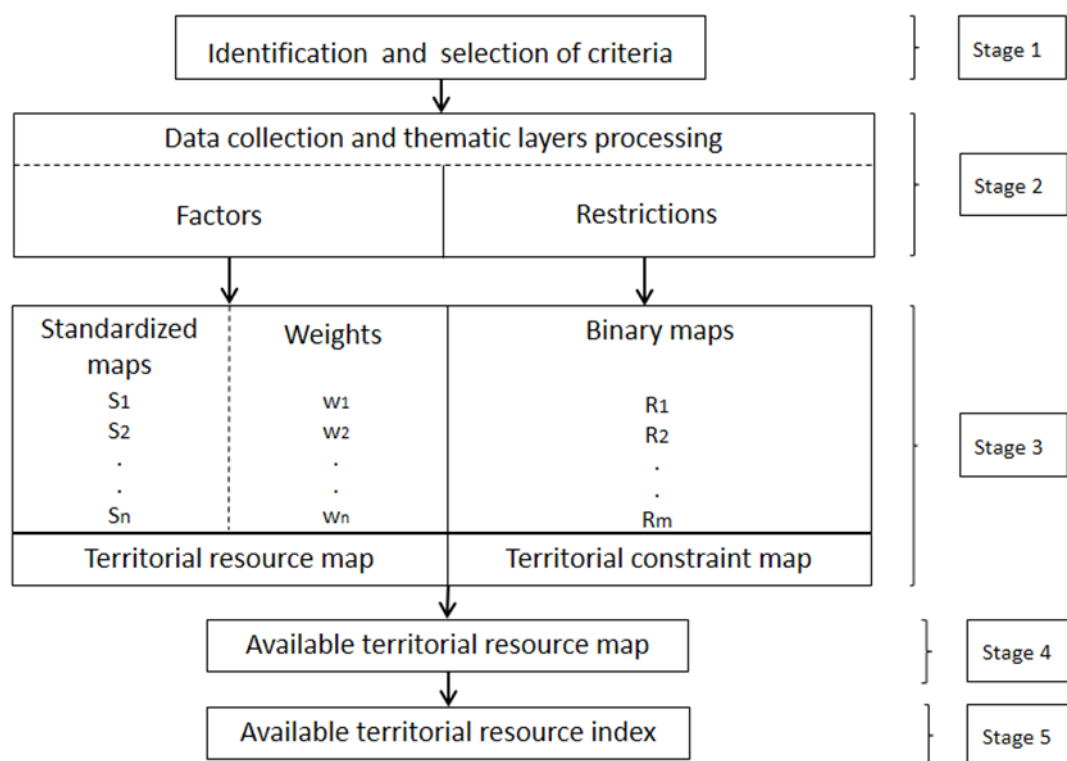 Identification and selection of criteria
Stage 1
Data collection and thematic layers processing
Factors
Restrictions
Stage 2
Standardized
maps
Weights
Binary maps
S1
w1
R1
S2
w2
R2
.
.
.
.
.
.
Sn
wn
Rm
Stage 3
Territorial resource map
Territorial constraint map
Available territorial resource map
Stage 4
Available territorial resource index
Stage 5